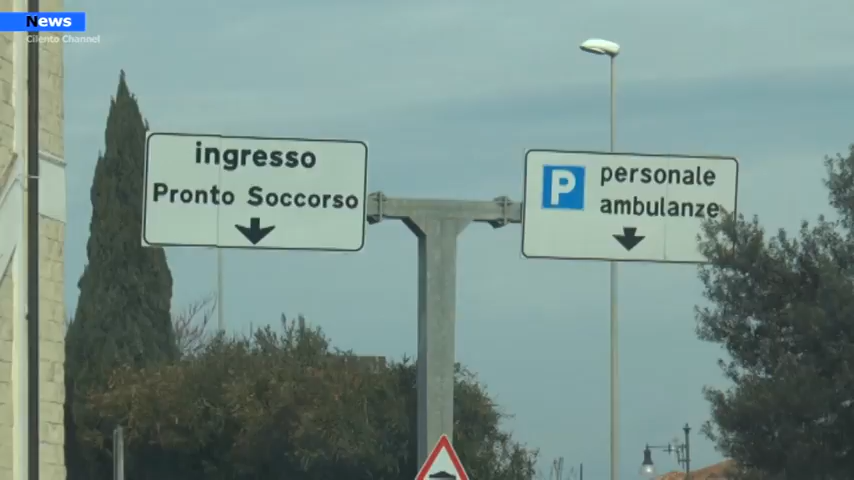 News
Cilento Channel
ingresso
Pronto Soccorso
P
personale
ambulanze